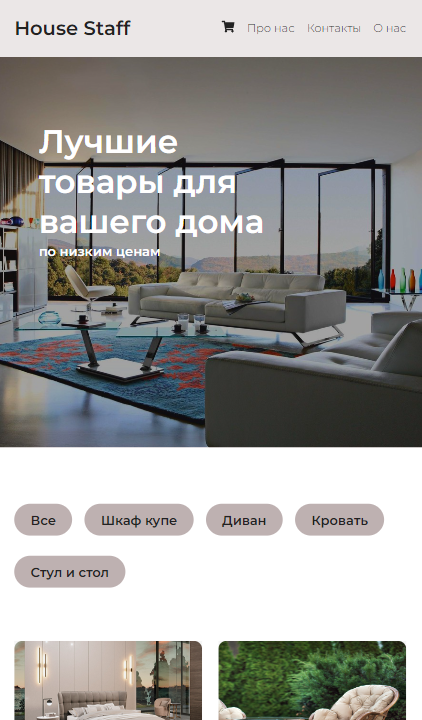 House Staff
Про нас Контакты О нас
Лучшие
товары для
вашего дома
по низким ценам
Все Шкаф купе Диван Кровать
Стул и стол